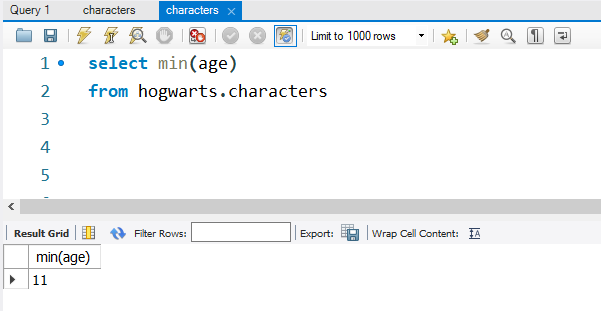 Query 1 characters characters
Limit to 1000 rows
1 select min(age)
2 from hogwarts.characters
3
4
5
Result Grid Filter Rows: Export: Wrap Cell Content:
min(age)
11